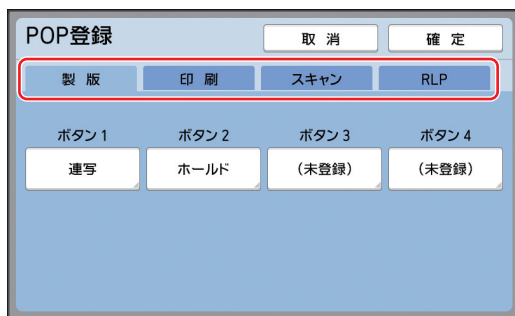 POP登録 取 消 確 定
製 版 印 刷 スキャン RLP
ボタン 1 ボタン 2 ボタン 3 ボタン 4
連写 ホールド (未登録) (未登録)